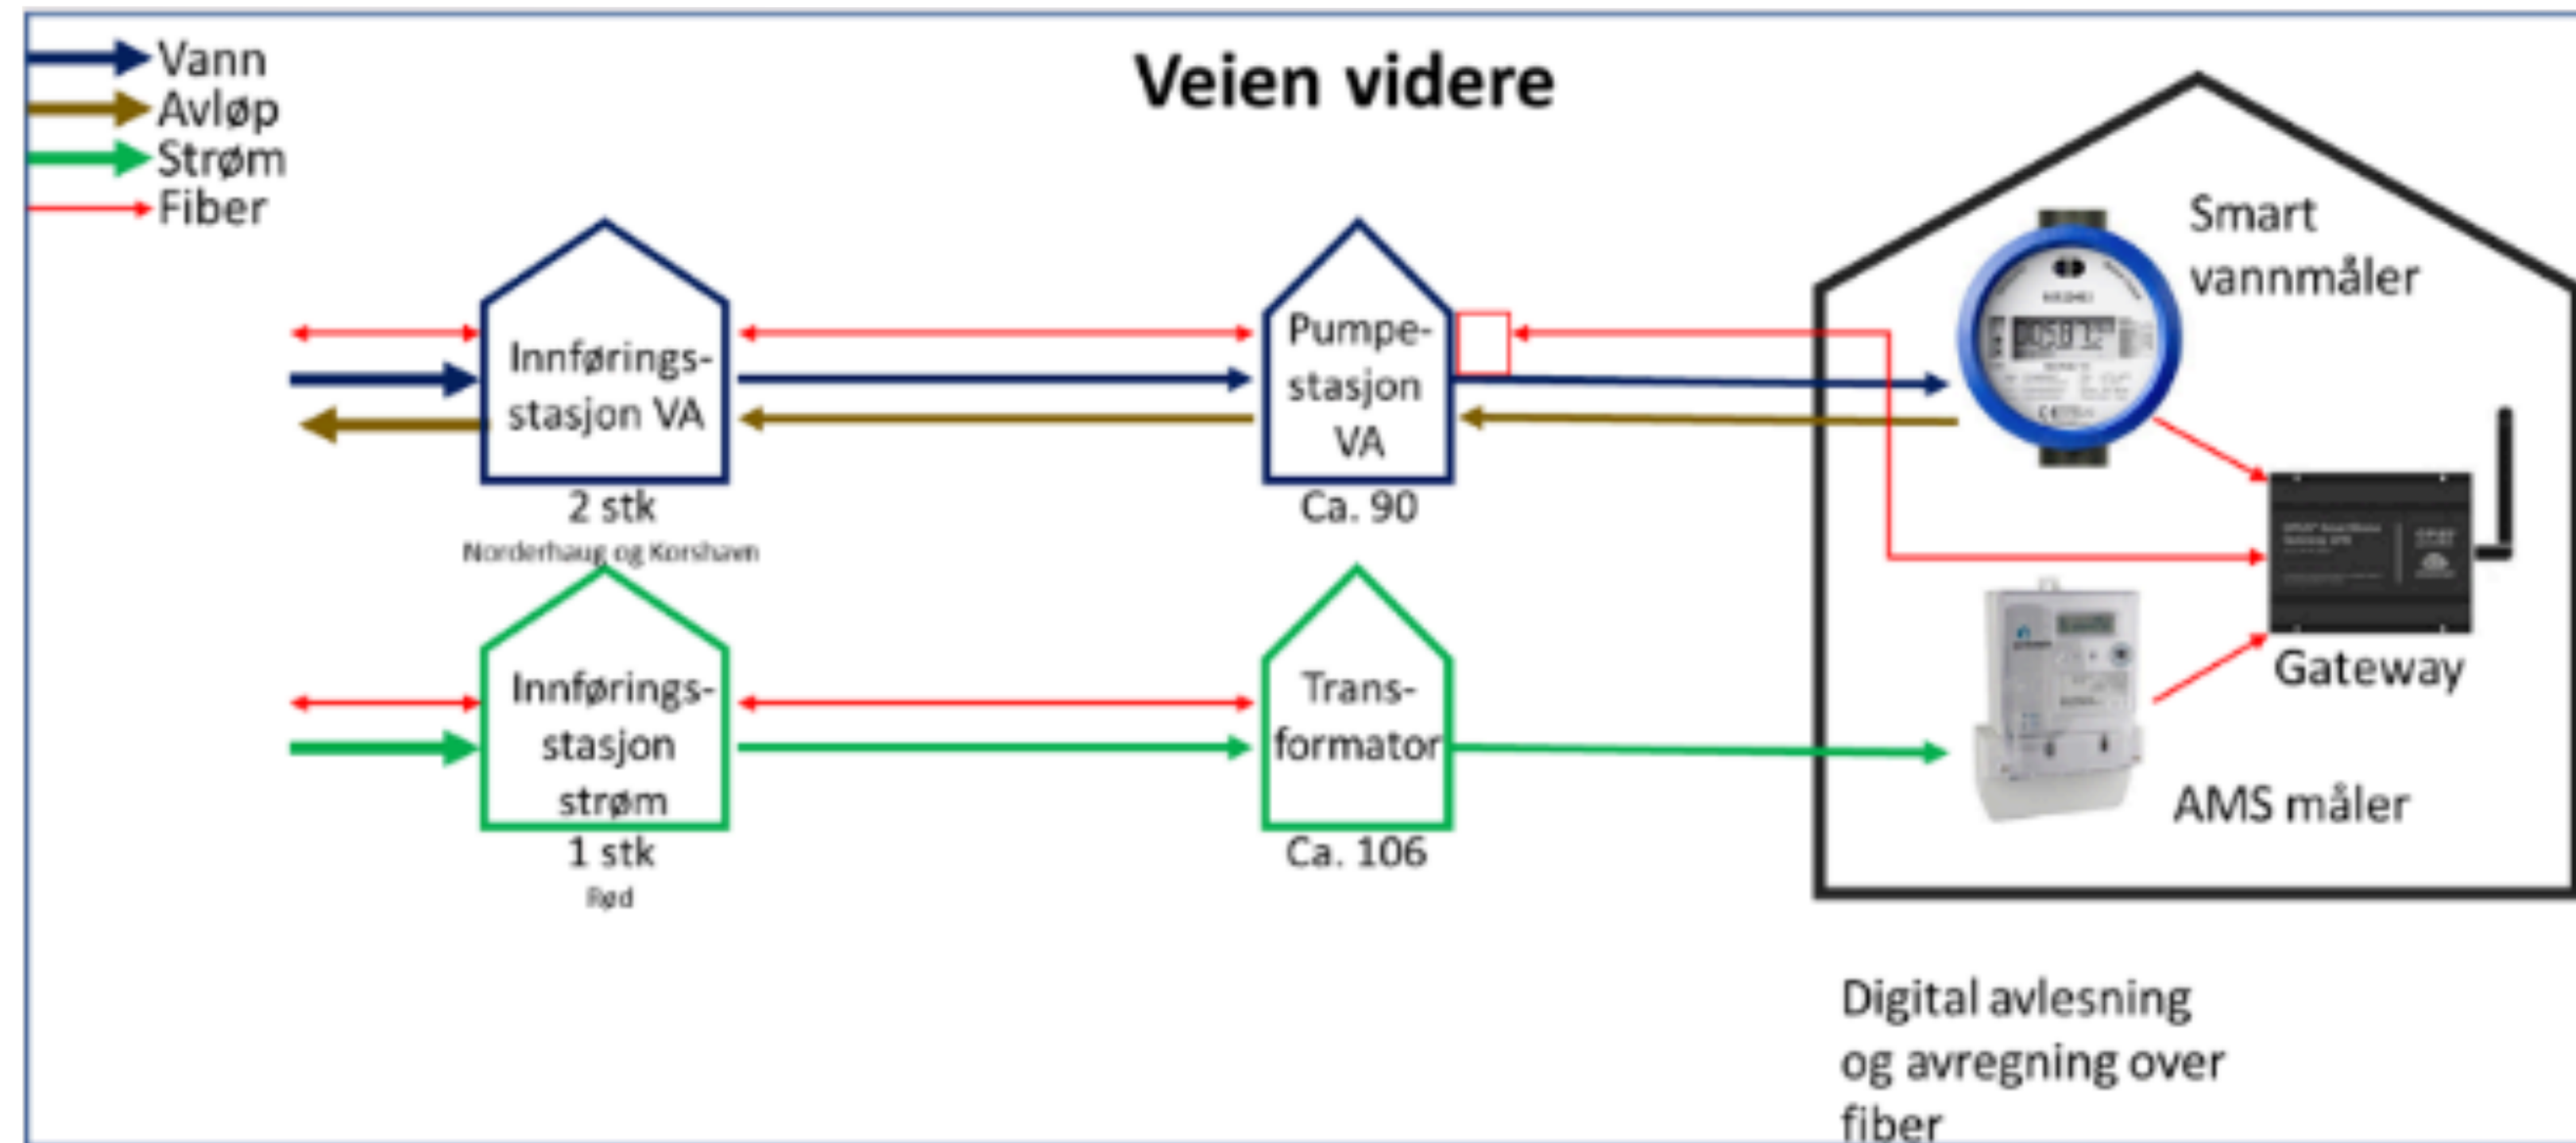 Vann
Avløp
Strøm
Fiber
Veien videre
Innførings-
stasjon VA
2 stk
Norderhaug og Korshavn
Pumpe-
stasjon
VA
Ca. 90
Smart
vannmåler
Gateway
AMS måler
Innførings-
stasjon
strøm
1 stk
Rød
Trans-
formator
Ca. 106
Digital avlesning
og avregning over
fiber